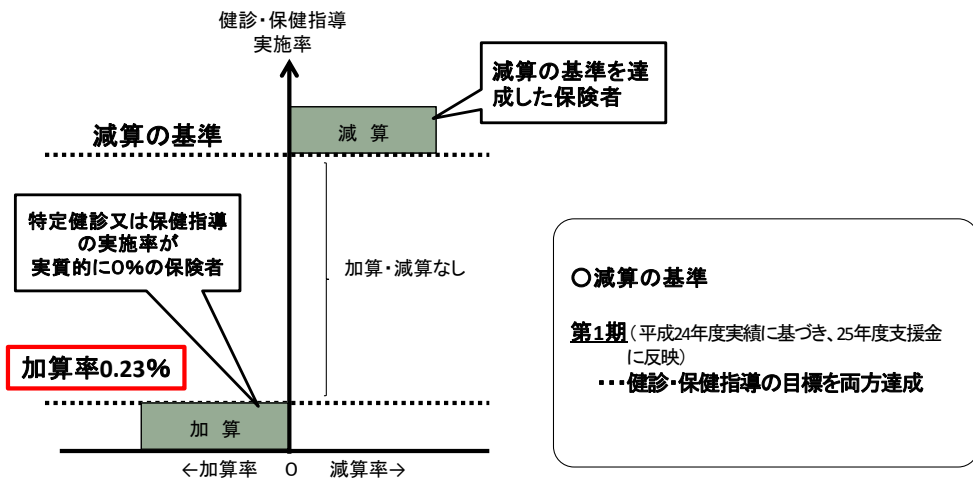 健診・保健指導
実施率
減算の基準を達
成した保険者
減 算
減算の基準
特定健診又は保健指導
の実施率が
実質的に0%の保険者
加算・減算なし
加算率0.23%
加 算
←加算率 0 減算率→
○減算の基準
第1期(平成24年度実績に基づき、25年度支援金
に反映)
･･･健診・保健指導の目標を両方達成